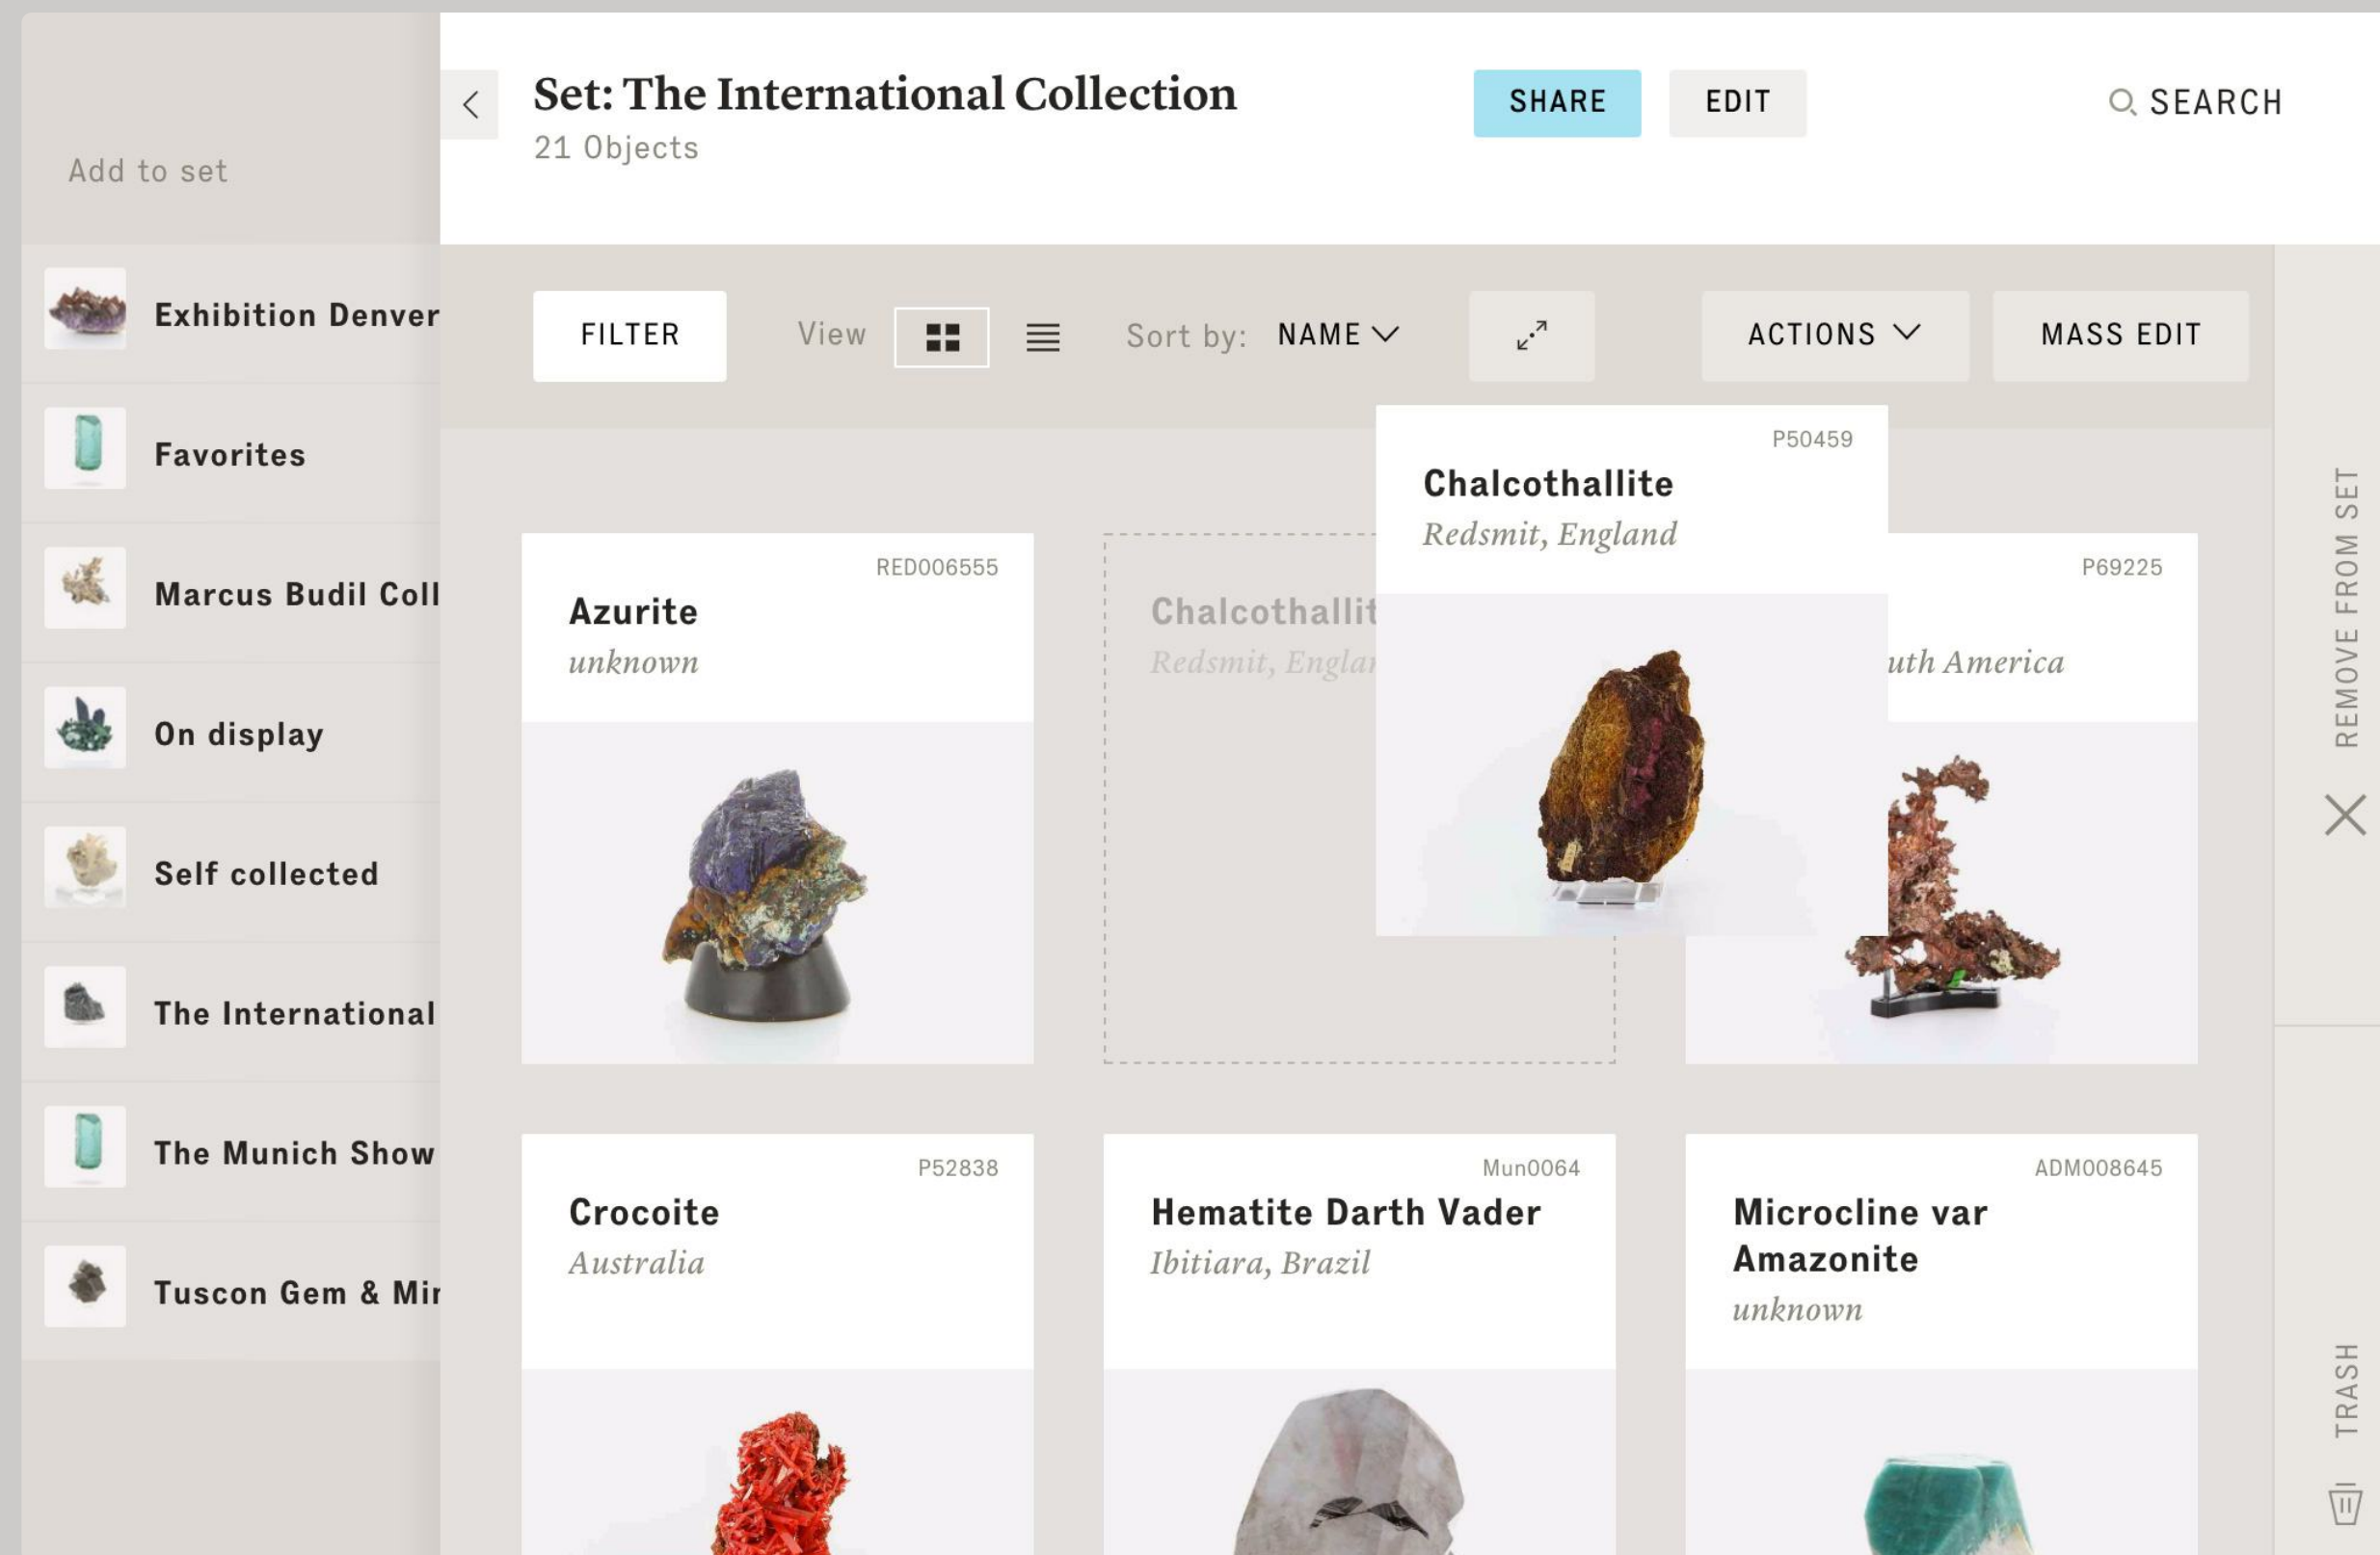 Add to set
Exhibition Denver
Favorites
Marcus Budil Coll
On display
Self collected
The International
The Munich Show
Tuscon Gem & Mir
Set: The International Collection
21 Objects
SHARE
EDIT
SEARCH
FILTER
View
Sort by: NAME
ACTIONS
MASS EDIT
RED006555
Azurite
unknown
Chalcothallit
Redsmit, Englan
P50459
Chalcothallite
Redsmit, England
P69225
uth America
P52838
Crocoite
Australia
Mun0064
Hematite Darth Vader
Ibitiara, Brazil
ADM008645
Microcline var
Amazonite
unknown
REMOVE FROM SET
TRASH